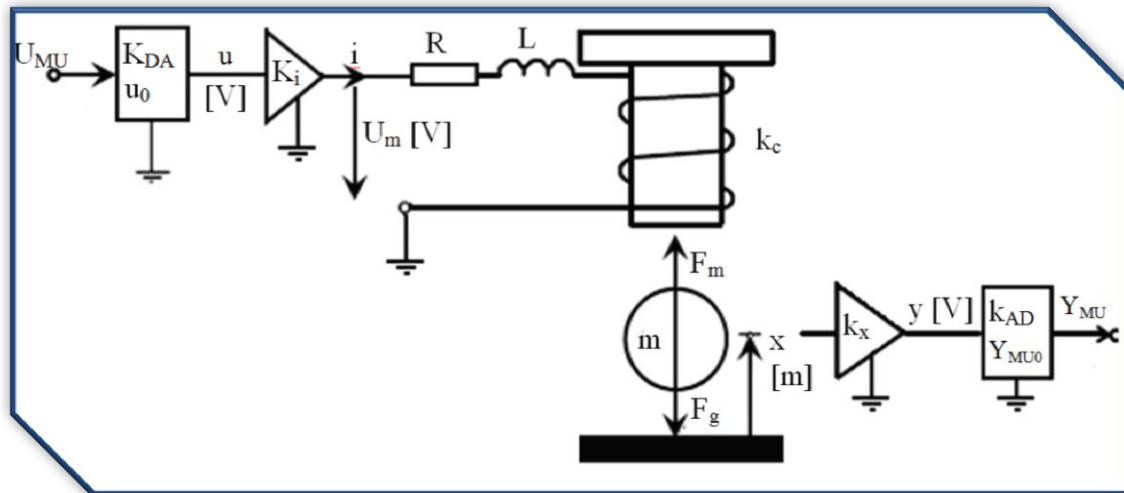 U_MU
K_DA
u_0
u
[V]
K_i
i
R
L
U_m [V]
k_c
F_m
m
F_g
x
[m]
k_x
y [V]
k_AD
Y_MU0
Y_MU